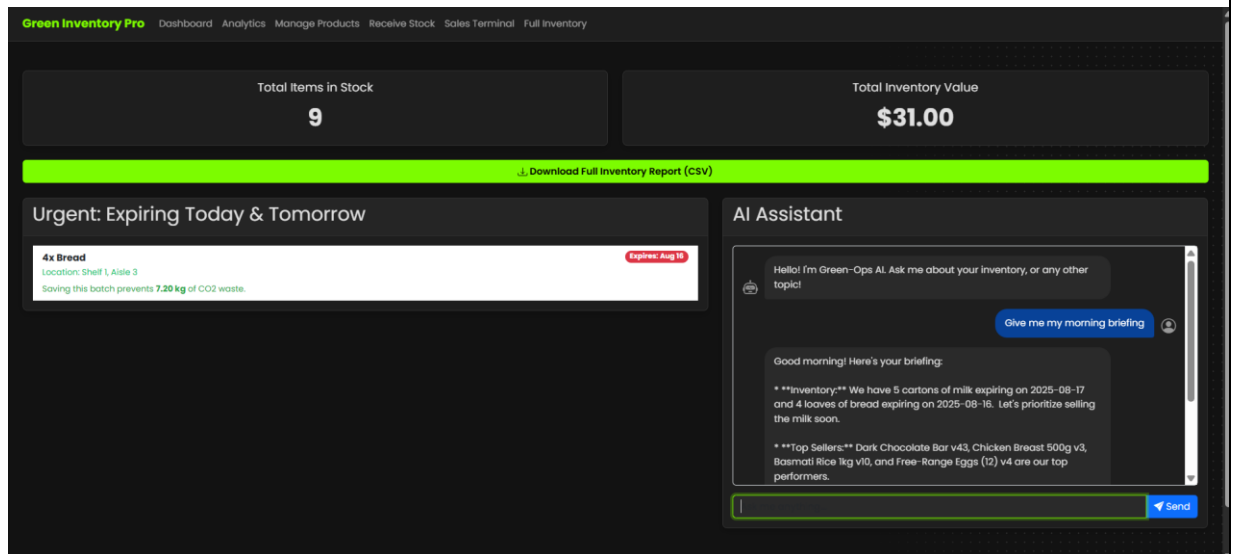 Green Inventory Pro Dashboard Analytics Manage Products Receive Stock Sales Terminal Full Inventory
Total Items in Stock
9
Total Inventory Value
$31.00
Download Full Inventory Report (CSV)
Urgent: Expiring Today & Tomorrow
4x Bread
Expires: Aug 16
Location: Shelf 1, Aisle 3
Saving this batch prevents 7.20 kg of CO2 waste.
AI Assistant
Hello! I'm Green-Ops AI. Ask me about your inventory, or any other
topic!
Give me my morning briefing
Good morning! Here's your briefing:
* **Inventory:** We have 5 cartons of milk expiring on 2025-08-17
and 4 loaves of bread expiring on 2025-08-16. Let's prioritize selling
the milk soon.
* **Top Sellers:** Dark Chocolate Bar v43, Chicken Breast 500g v3,
Basmati Rice 1kg v10, and Free-Range Eggs (12) v4 are our top
performers.
Send